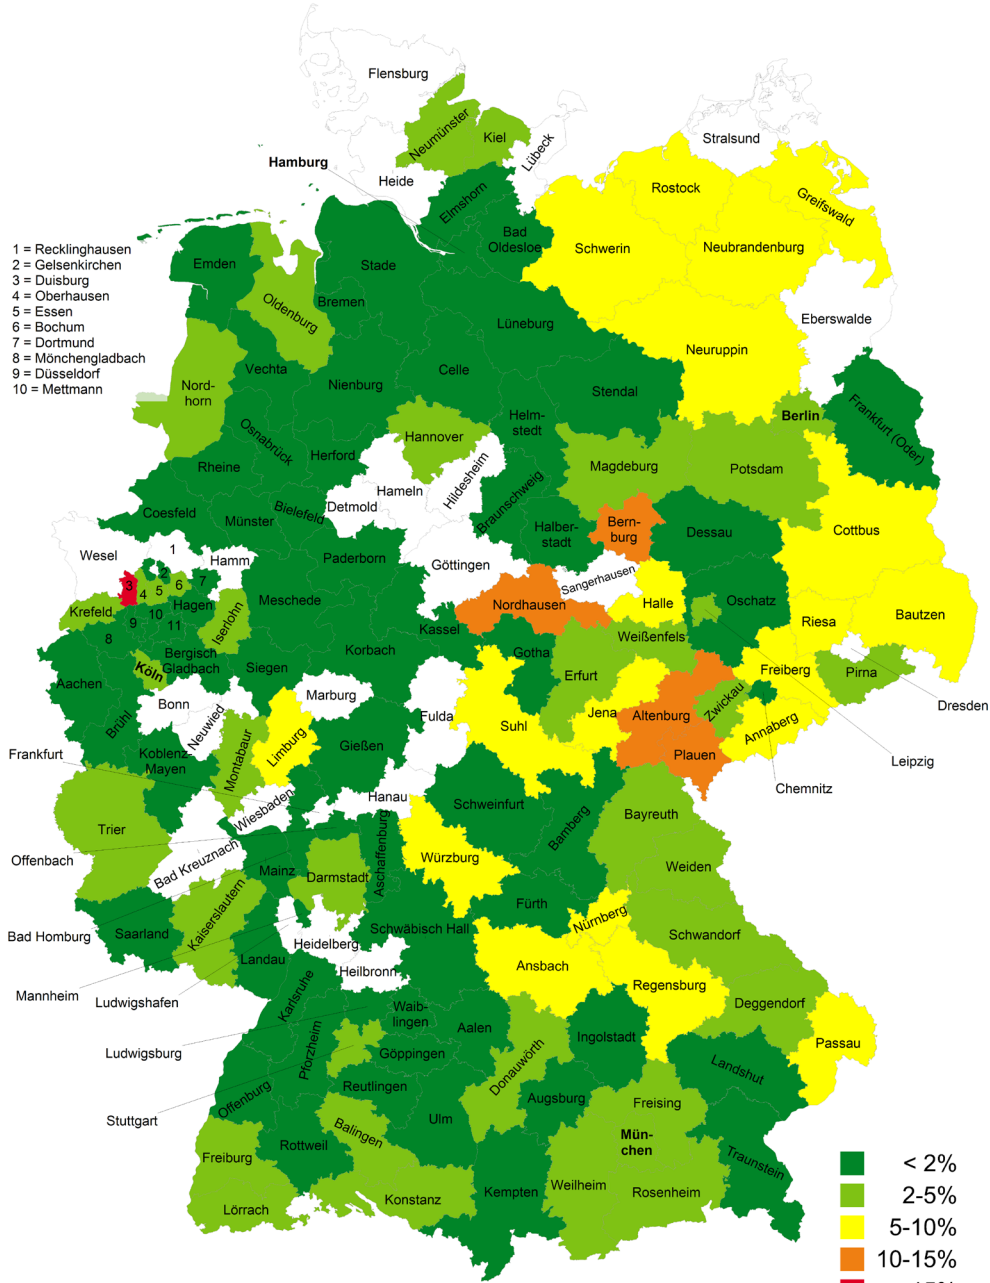 Flensburg
Neumünster
Kiel
Lübeck
Stralsund
Hamburg
Heide
Elmshorn
Rostock
Greifswald
Bad
Oldesloe
Schwerin
Neubrandenburg
1 = Recklinghausen
2 = Gelsenkirchen
3 = Duisburg
4 = Oberhausen
5 = Essen
6 = Bochum
7 = Dortmund
8 = Mönchengladbach
9 = Düsseldorf
10 = Mettmann
Emden
Stade
Oldenburg
Bremen
Lüneburg
Eberswalde
Neuruppin
Vechta
Celle
Nord-
horn
Nienburg
Stendal
Berlin
Frankfurt (Oder)
Helm-
stedt
Osnabrück
Hannover
Herford
Rheine
Magdeburg
Potsdam
Hildesheim
Hameln
Braunschweig
Detmold
Coesfeld
Münster
Bielefeld
Bern-
burg
Halber-
stadt
Dessau
Cottbus
Wesel
1
Hamm
Paderborn
Göttingen
Sangerhausen
2
3
4
5
6
7
Krefeld
Hagen
Iserlohn
Meschede
Nordhausen
Halle
Oschatz
Riesa
Bautzen
8
9
10
11
Kassel
Weißenfels
Köln
Bergisch
Gladbach
Siegen
Korbach
Gotha
Erfurt
Freiberg
Pirna
Aachen
Bonn
Marburg
Brühl
Neuwied
Fulda
Suhl
Jena
Altenburg
Zwickau
Annaberg
Dresden
Frankfurt
Koblenz-
Mayen
Montabaur
Limburg
Gießen
Plauen
Leipzig
Chemnitz
Wiesbaden
Hanau
Schweinfurt
Bamberg
Bayreuth
Trier
Offenbach
Bad Kreuznach
Mainz
Darmstadt
Aschaffenburg
Würzburg
Weiden
Kaiserslautern
Fürth
Nürnberg
Bad Homburg
Saarland
Schwäbisch Hall
Schwandorf
Heidelberg
Landau
Heilbronn
Ansbach
Regensburg
Mannheim
Ludwigshafen
Karlsruhe
Deggendorf
Waib-
lingen
Aalen
Ingolstadt
Passau
Ludwigsburg
Pforzheim
Göppingen
Donauwörth
Landshut
Stuttgart
Offenburg
Reutlingen
Augsburg
Freising
Ulm
Balingen
Mün-
chen
Rottweil
Freiburg
Traunstein
Kempten
Weilheim
Rosenheim
Konstanz
Lörrach
< 2%
2-5%
5-10%
10-15%